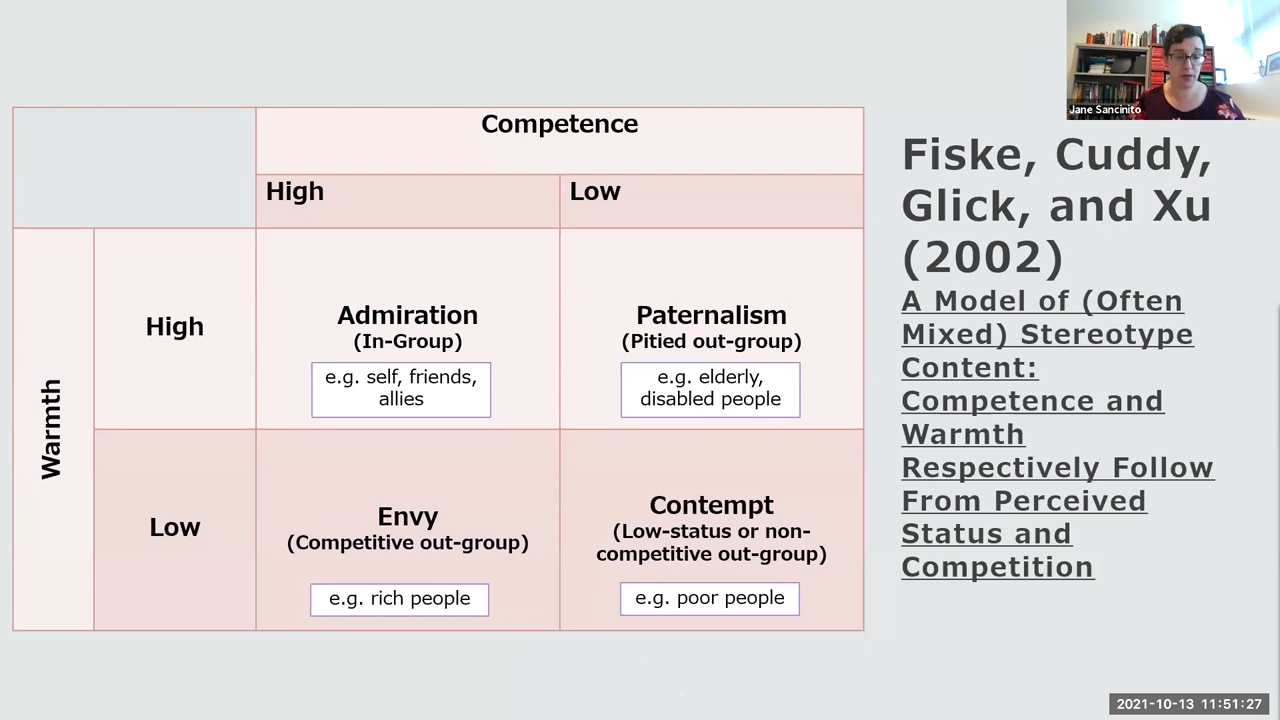 Jane Sancinito
Competence
High
Low
Warmth
High
Admiration
(In-Group)
e.g. self, friends,
allies
Paternalism
(Pitied out-group)
e.g. elderly,
disabled people
Low
Envy
(Competitive out-group)
e.g. rich people
Contempt
(Low-status or non-
competitive out-group)
e.g. poor people
Fiske, Cuddy,
Glick, and Xu
(2002)
A Model of (Often
Mixed) Stereotype
Content:
Competence and
Warmth
Respectively Follow
From Perceived
Status and
Competition
2021-10-13 11:51:27